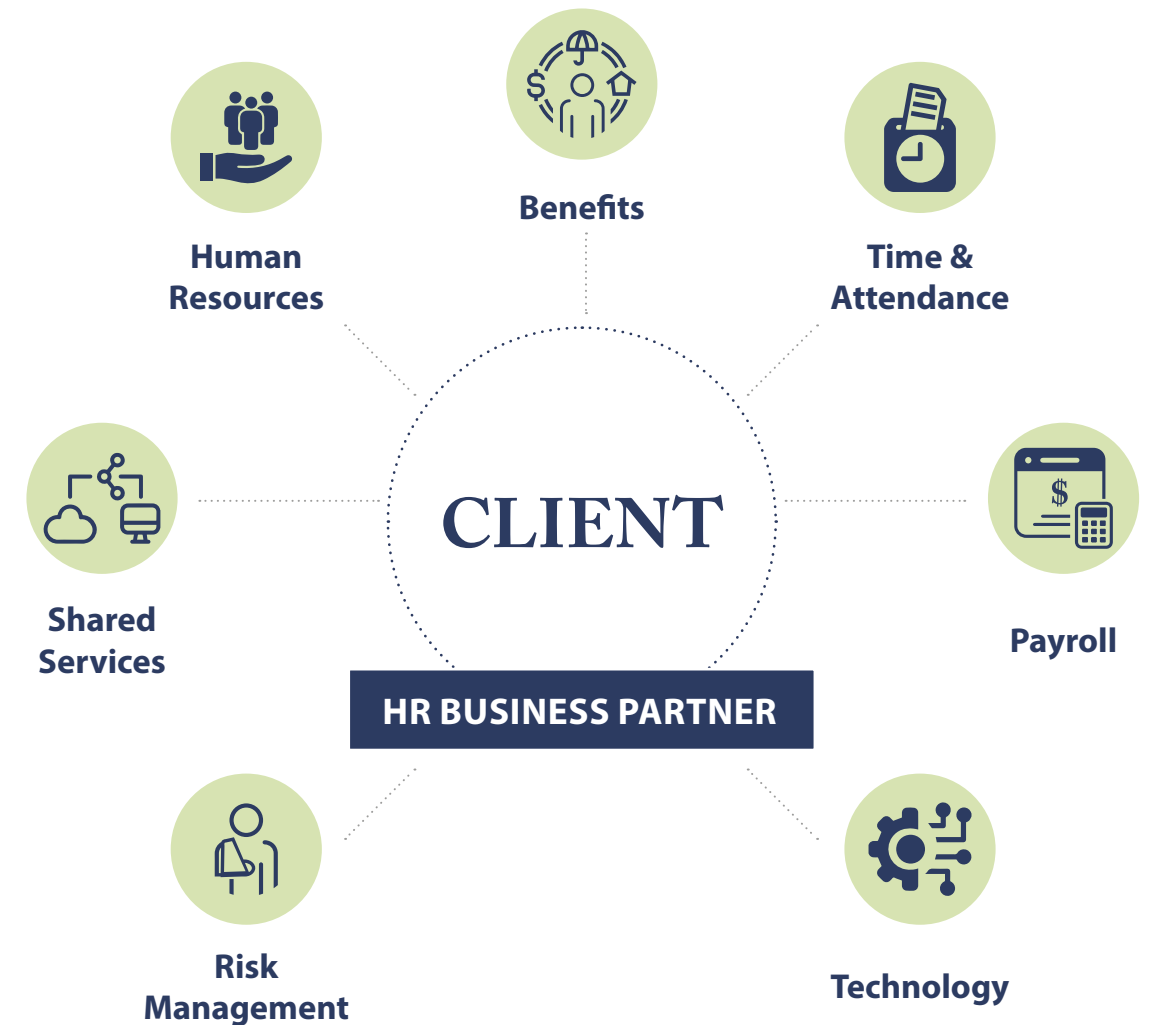 Benefits
Human
Resources
Time &
Attendance
$
CLIENT
$
Shared
Services
Payroll
HR BUSINESS PARTNER
Risk
Management
Technology